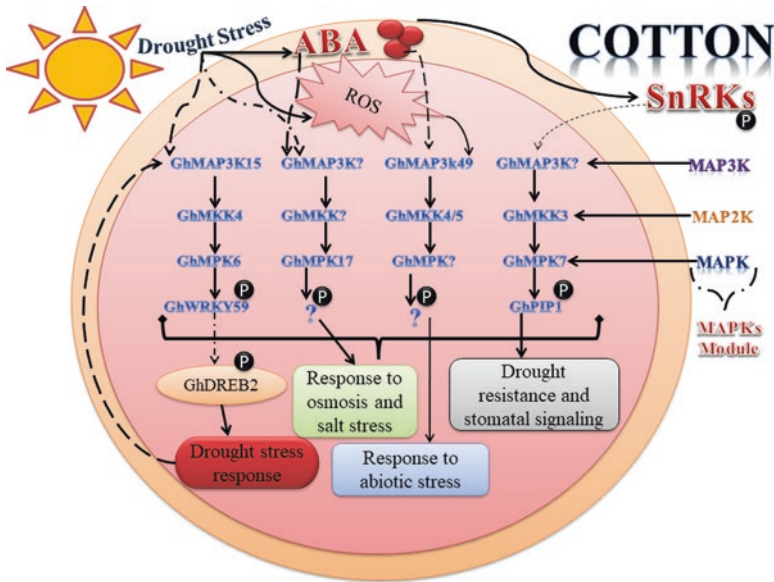 Drought Stress
ABA
COTTON
ROS
SnRKs
P
GhMAP3K15 GhMAP3K? GhMAP3k49 GhMAP3K? MAP3K
GhMKK4 GhMKK? GhMKK4/5 GhMKK3 MAP2K
GhMPK6 GhMPK17 GhMPK? GhMPK7 MAPK
P P P P
GhWRKY59 ? ? GhPIP1
MAPKs
Module
P
GhDREB2
Response to
osmosis and
salt stress
Drought
resistance and
stomatal signaling
Drought stress
response
Response to
abiotic stress